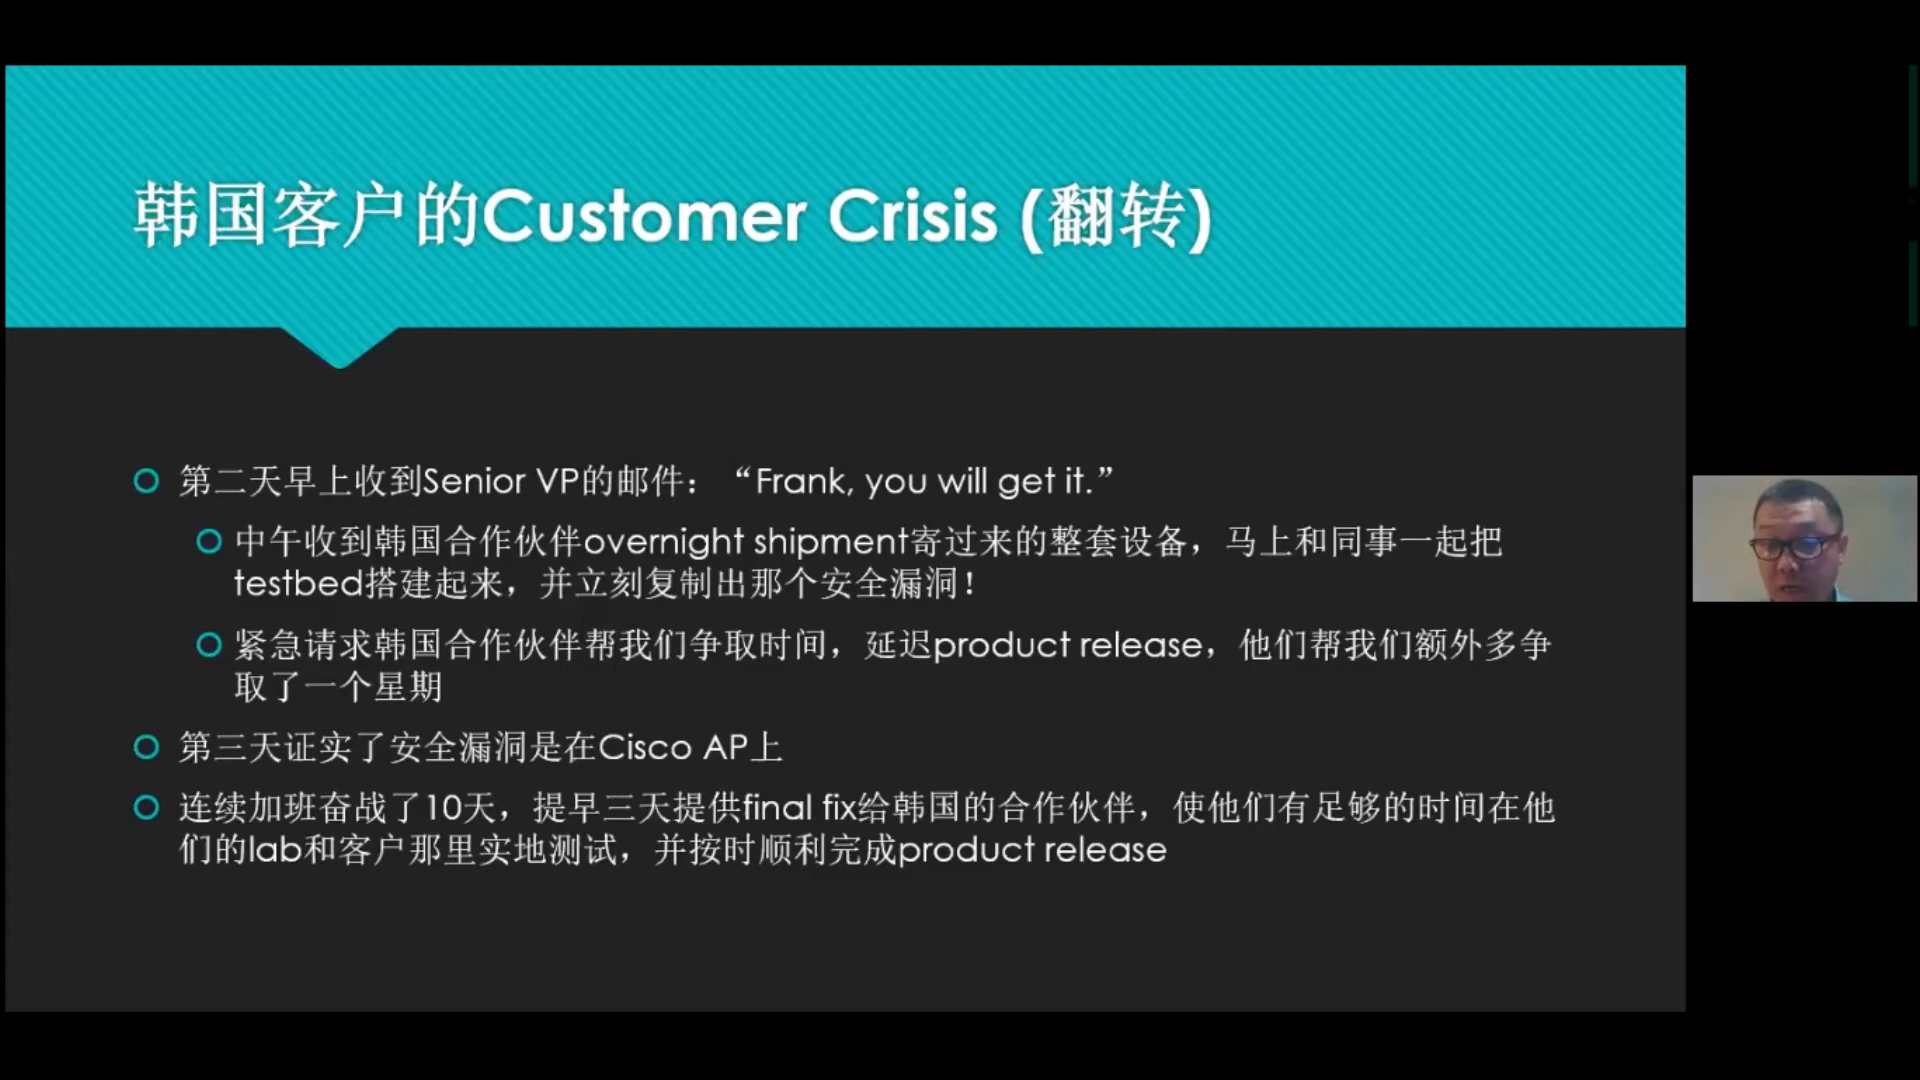 韩国客户的Customer Crisis (翻转)
第二天早上收到Senior VP的邮件：“Frank, you will get it.”
中午收到韩国合作伙伴overnight shipment寄过来的整套设备，马上和同事一起把
testbed搭建起来，并立刻复制出那个安全漏洞！
紧急请求韩国合作伙伴帮我们争取时间，延迟product release，他们帮我们额外多争
取了一个星期
第三天证实了安全漏洞是在Cisco AP上
连续加班奋战了10天，提早三天提供final fix给韩国的合作伙伴，使他们有足够的时间在他
们的lab和客户那里实地测试，并按时顺利完成product release